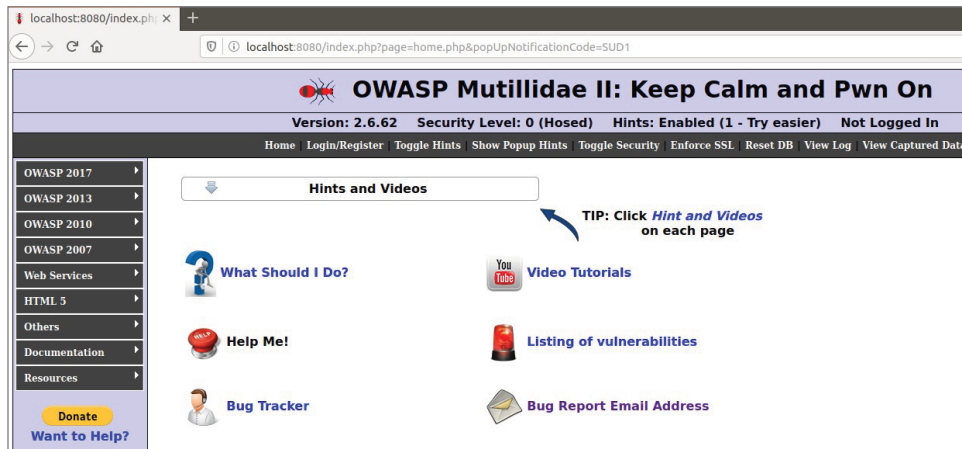 localhost:8080/index.ph
localhost:8080/index.php?page=home.php&popUpNotificationCode=SUD1
OWASP Mutillidae II: Keep Calm and Pwn On
Version: 2.6.62 Security Level: 0 (Hosed) Hints: Enabled (1 - Try easier) Not Logged In
Home | Login/Register | Toggle Hints | Show Popup Hints | Toggle Security | Enforce SSL | Reset DB | View Log | View Captured Data
OWASP 2017
OWASP 2013
OWASP 2010
OWASP 2007
Web Services
HTML 5
Others
Documentation
Resources
Donate
Want to Help?
Hints and Videos
TIP: Click Hint and Videos
on each page
What Should I Do?
You
Tube
Video Tutorials
HELP
Help Me!
Listing of vulnerabilities
Bug Tracker
Bug Report Email Address